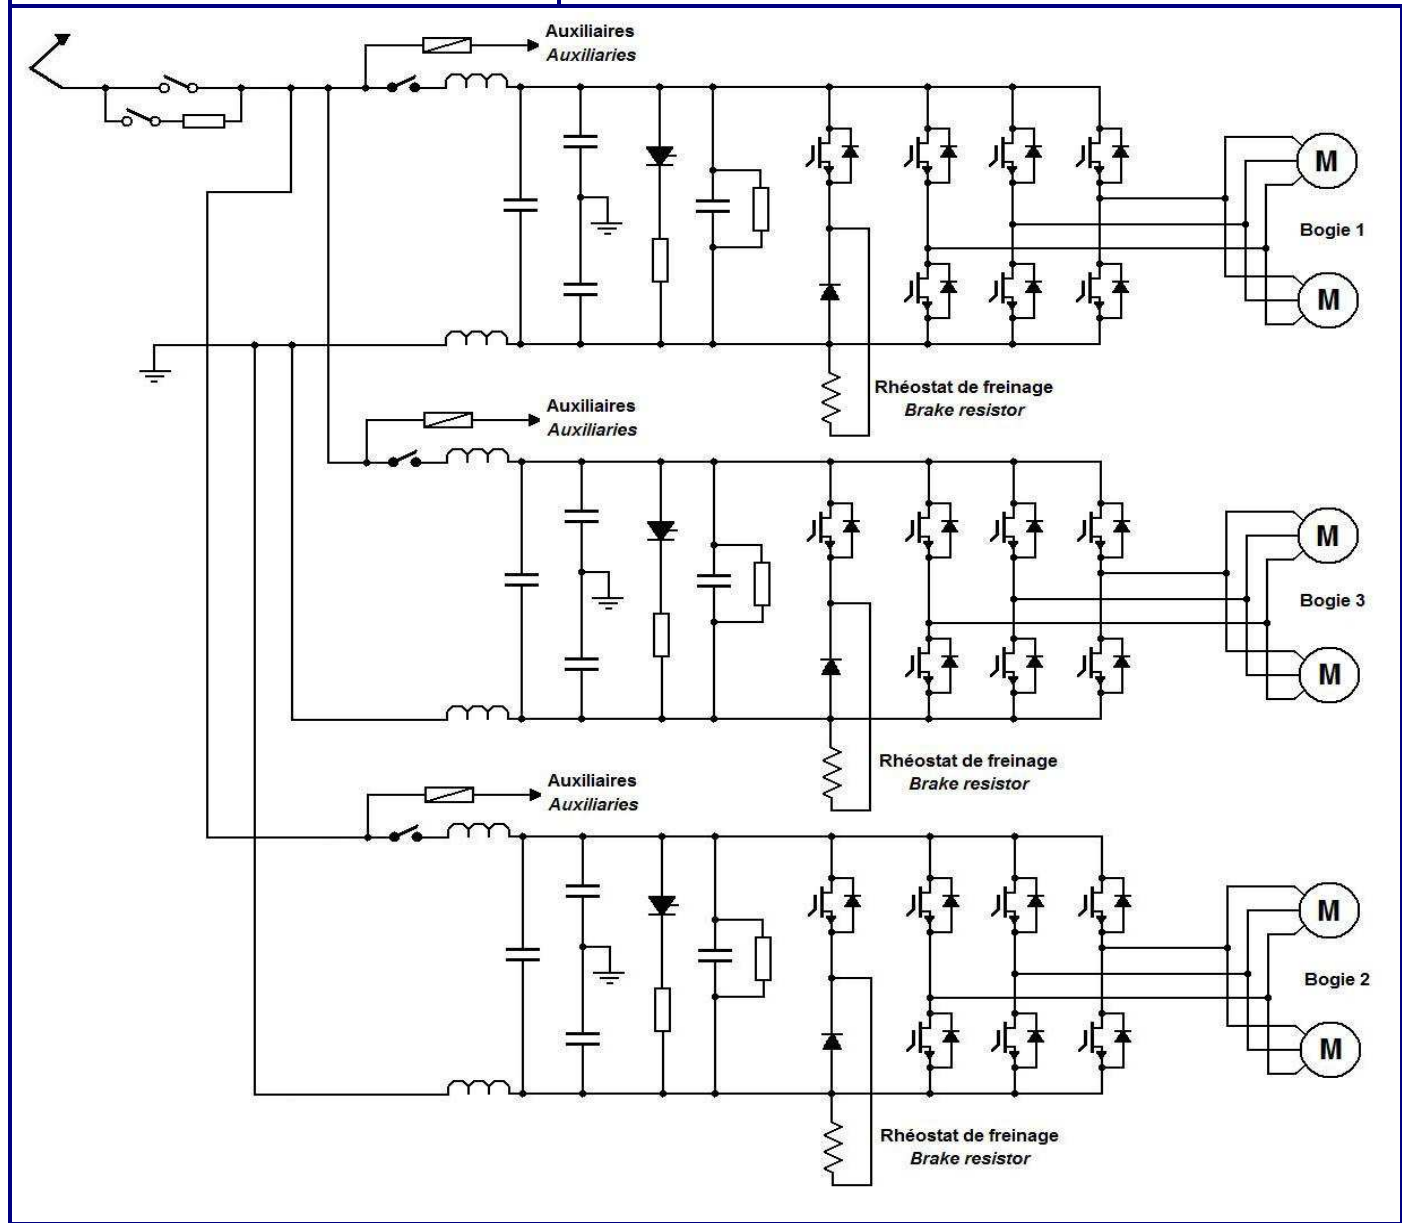 Auxiliaires
Auxiliaries
M
Bogie 1
M
Rhéostat de freinage
Brake resistor
Auxiliaires
Auxiliaries
M
Bogie 3
M
Rhéostat de freinage
Brake resistor
Auxiliaires
Auxiliaries
M
Bogie 2
M
Rhéostat de freinage
Brake resistor